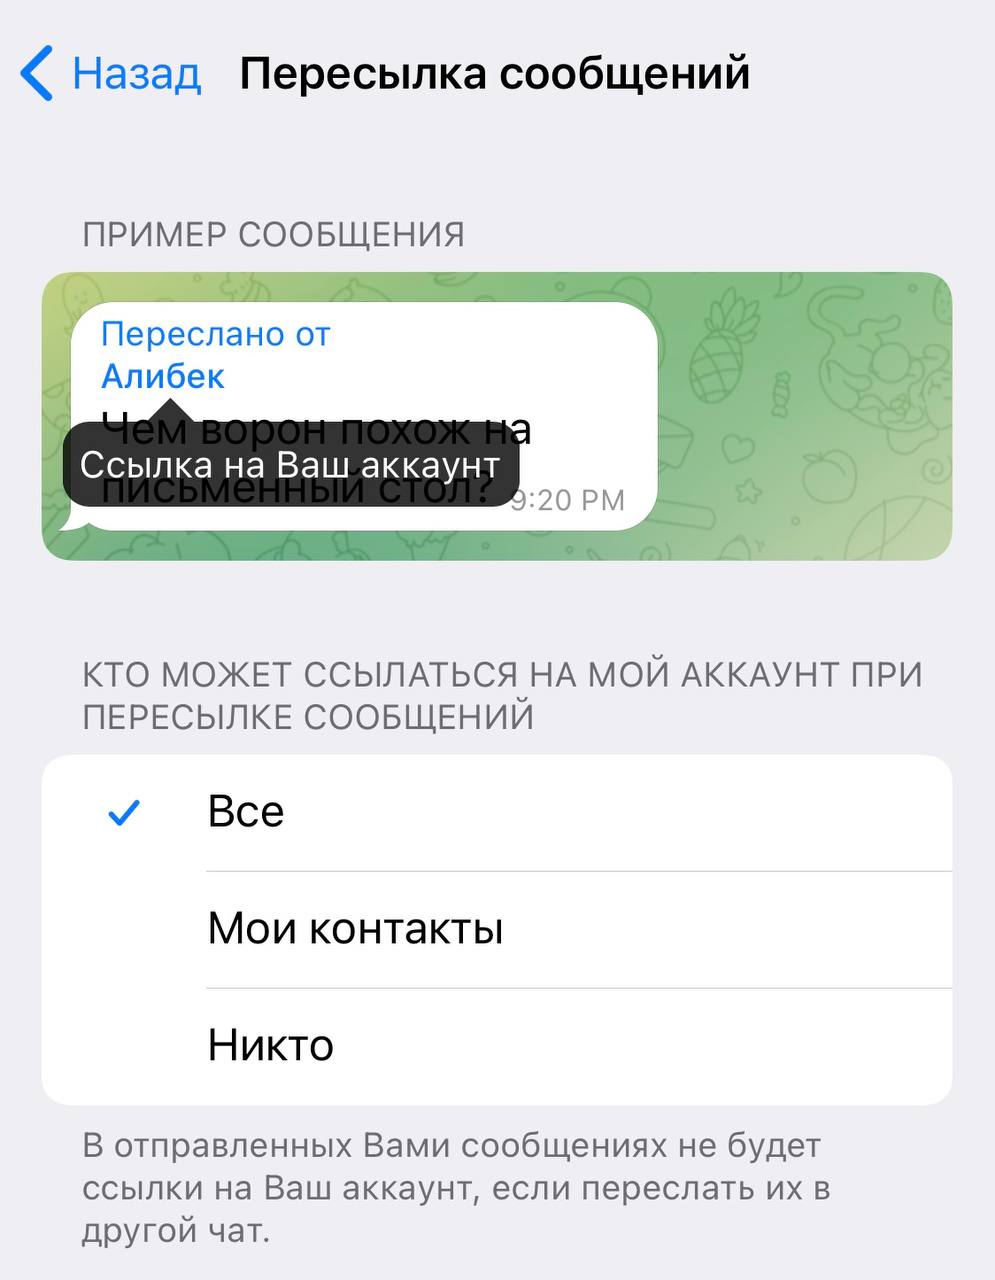 Назад Пересылка сообщений
ПРИМЕР СООБЩЕНИЯ
Переслано от
Алибек
Чем ворон похож на
Ссылка на Ваш аккаунт
письменный стол? 9:20 PM
КТО МОЖЕТ ССЫЛАТЬСЯ НА МОЙ АККАУНТ ПРИ
ПЕРЕСЫЛКЕ СООБЩЕНИЙ
Все
Мои контакты
Никто
В отправленных Вами сообщениях не будет
ссылки на Ваш аккаунт, если переслать их в
другой чат.